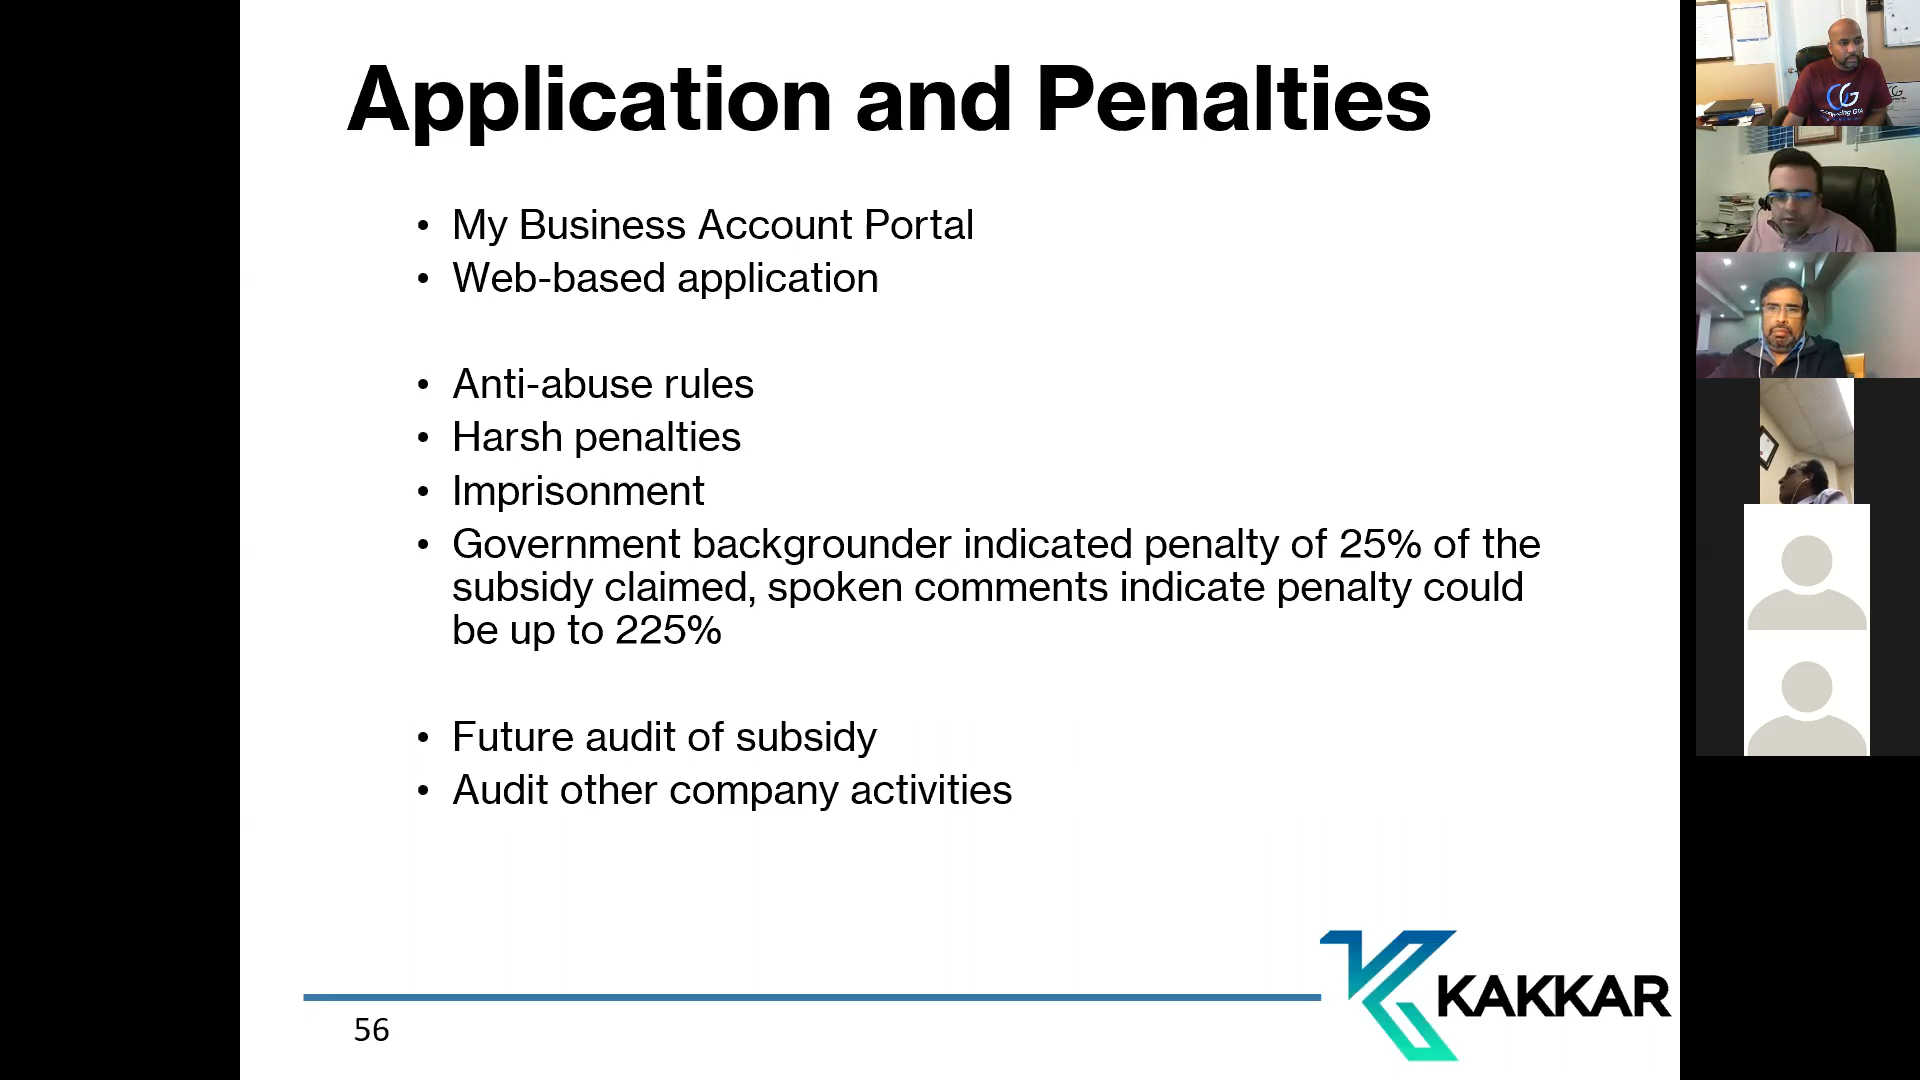 Application and Penalties
• My Business Account Portal
• Web-based application
• Anti-abuse rules
• Harsh penalties
• Imprisonment
• Government backgrounder indicated penalty of 25% of the
subsidy claimed, spoken comments indicate penalty could
be up to 225%
• Future audit of subsidy
• Audit other company activities
KAKKAR
56